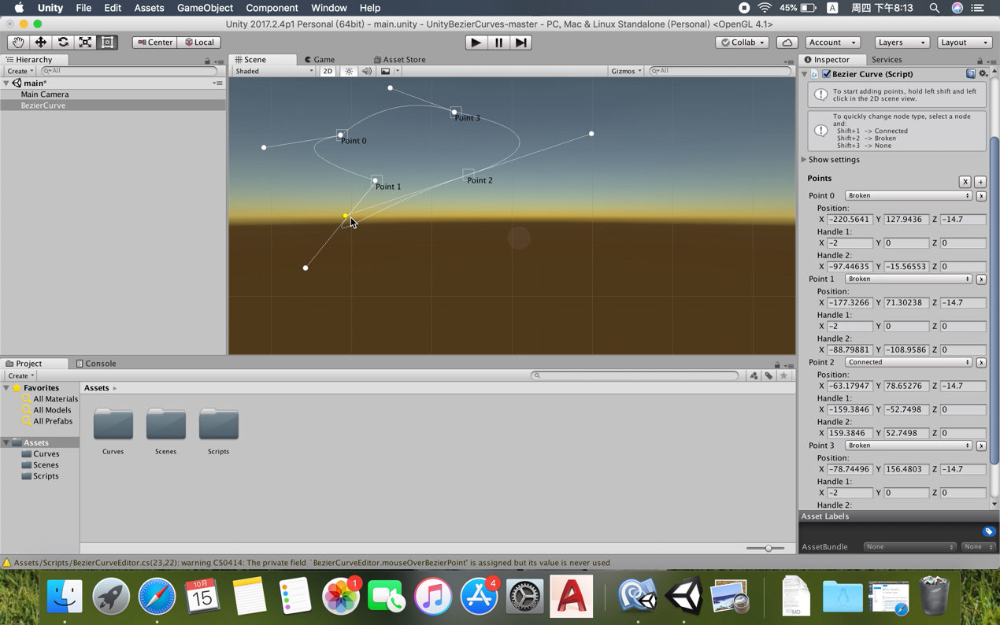 Unity File Edit Assets GameObject Component Window Help 45% A 周四 下午8:13
Unity 2017.2.4p1 Personal (64bit) - main.unity - UnityBezierCurves-master - PC, Mac & Linux Standalone (Personal) <OpenGL 4.1>
Center Local Collab Account Layers Layout
Hierarchy
Create All
main*
Main Camera
BezierCurve
Scene Game Asset Store
Shaded 2D Gizmos All
Point 3
Point 0
Point 2
Point 1
Inspector Services
Bezier Curve (Script)
To start adding points, hold left shift and left
click in the 2D scene view.
To quickly change node type, select a node
and:
Shift+1 -> Connected
Shift+2 -> Broken
Shift+3 -> None
Show settings
Points X +
Point 0 Broken x
Position:
X -220.5641 Y 127.9436 Z -14.7
Handle 1:
X -2 Y 0 Z 0
Handle 2:
X -97.44635 Y -15.56553 Z 0
Point 1 Broken x
Position:
X -177.3266 Y 71.30238 Z -14.7
Handle 1:
X -2 Y 0 Z 0
Handle 2:
X -88.79881 Y -108.9586 Z 0
Point 2 Connected x
Position:
X -63.17947 Y 78.65276 Z -14.7
Handle 1:
X -159.3846 Y -52.7498 Z 0
Handle 2:
X 159.3846 Y 52.7498 Z 0
Point 3 Broken x
Position:
X -78.74496 Y 156.4803 Z -14.7
Handle 1:
X -2 Y 0 Z 0
Handle 2:
Asset Labels
AssetBundle None None
Project Console
Create
Favorites
All Materials
All Models
All Prefabs
Assets
Curves
Scenes
Scripts
Assets
Curves Scenes Scripts
Assets/Scripts/BezierCurveEditor.cs(23,22): warning CS0414: The private field `BezierCurveEditor.mouseOverBezierPoint' is assigned but its value is never used
10月
15
1
4
MD